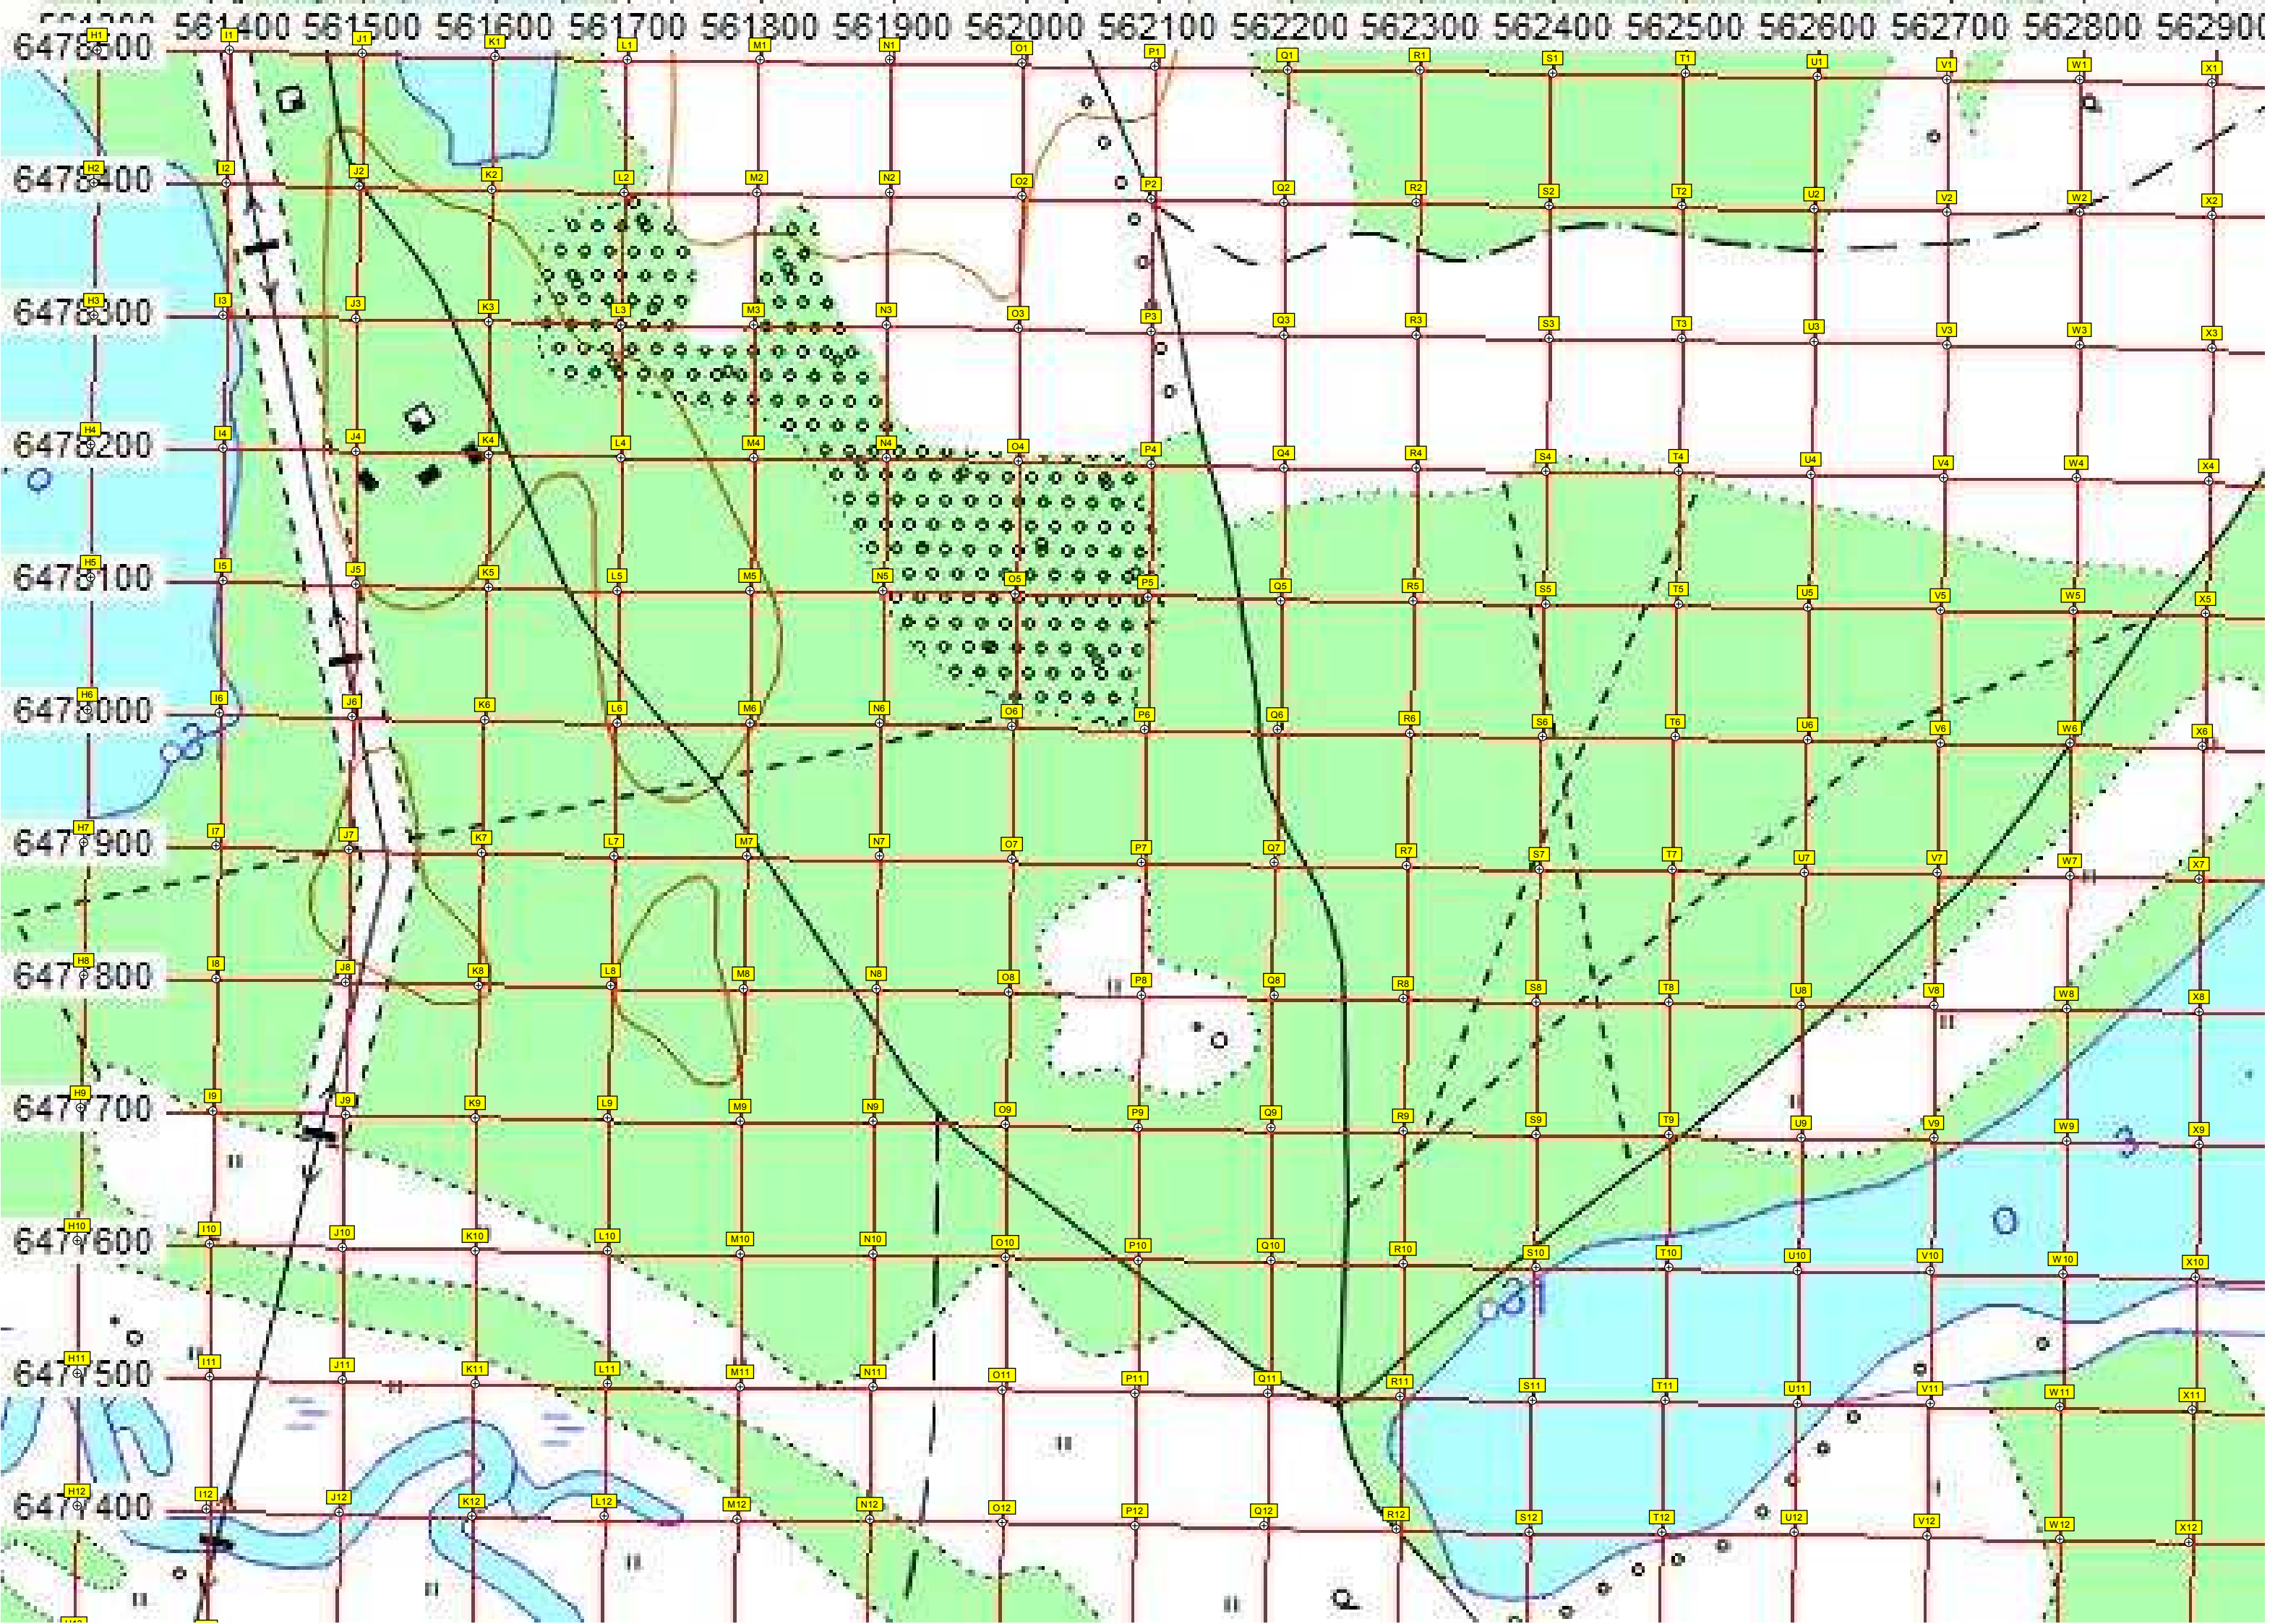 561400 561500 561600 561700 561800 561900 562000 562100 562200 562300 562400 562500 562600 562700 562800
H1 I1 J1 K1 L1 M1 N1 O1 P1 Q1 R1 S1 T1 U1 V1 W1 X1
6478400 H2 I2 J2 K2 L2 M2 N2 O2 P2 Q2 R2 S2 T2 U2 V2 W2 X2
6478300 H3 I3 J3 K3 L3 M3 N3 O3 P3 Q3 R3 S3 T3 U3 V3 W3 X3
6478200 H4 I4 J4 K4 L4 M4 N4 O4 P4 Q4 R4 S4 T4 U4 V4 W4 X4
6478100 H5 I5 J5 K5 L5 M5 N5 O5 P5 Q5 R5 S5 T5 U5 V5 W5 X5
6478000 H6 I6 J6 K6 L6 M6 N6 O6 P6 Q6 R6 S6 T6 U6 V6 W6 X6
6477900 H7 I7 J7 K7 L7 M7 N7 O7 P7 Q7 R7 S7 T7 U7 V7 W7 X7
6477800 H8 I8 J8 K8 L8 M8 N8 O8 P8 Q8 R8 S8 T8 U8 V8 W8 X8
6477700 H9 I9 J9 K9 L9 M9 N9 O9 P9 Q9 R9 S9 T9 U9 V9 W9 X9
6477600 H10 I10 J10 K10 L10 M10 N10 O10 P10 Q10 R10 S10 T10 U10 V10 W10 X10
6477500 H11 I11 J11 K11 L11 M11 N11 O11 P11 Q11 R11 S11 T11 U11 V11 W11 X11
6477400 H12 I12 J12 K12 L12 M12 N12 O12 P12 Q12 R12 S12 T12 U12 V12 W12 X12